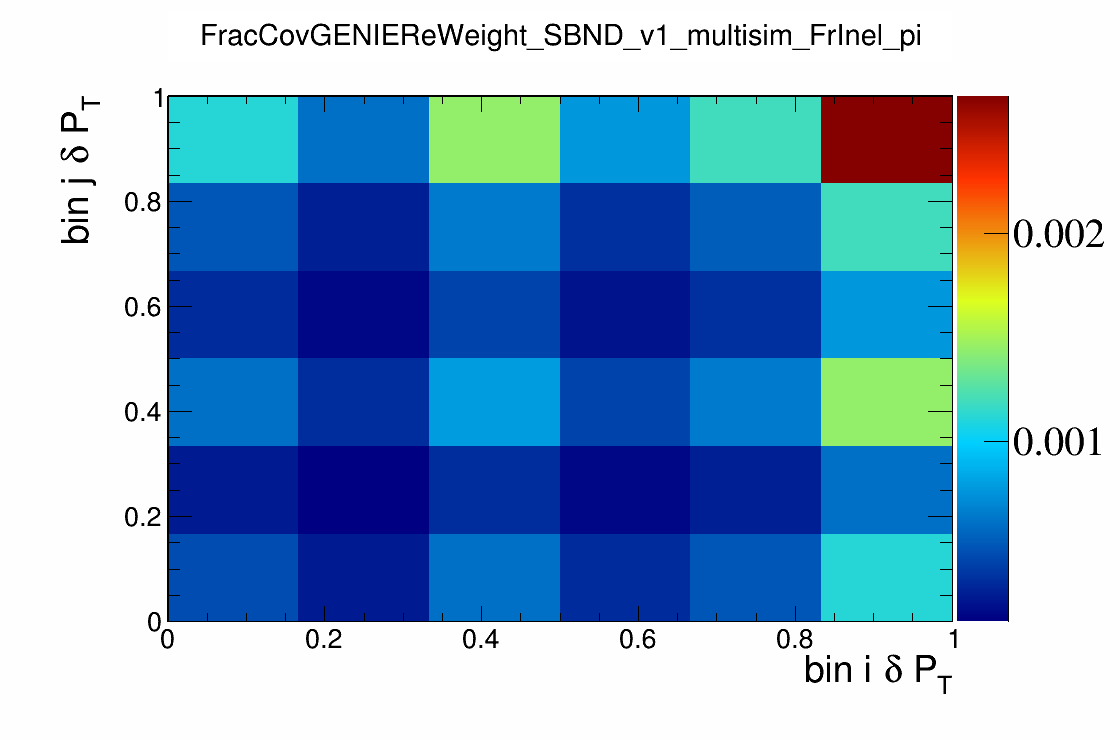 FracCovGENIEReWeight_SBND_v1_multisim_FrInel_pi
bin j δ P_T
1
0.8
0.6
0.4
0.2
0
0 0.2 0.4 0.6 0.8 1
bin i δ P_T
0.002
0.001